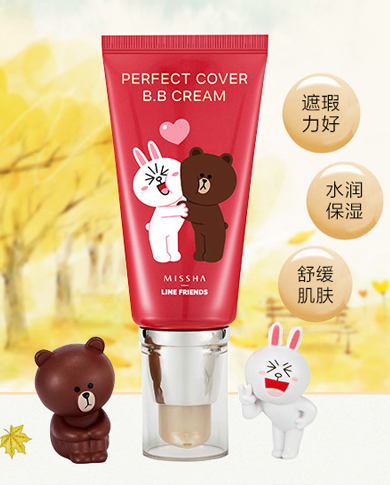 PERFECT COVER
B.B CREAM
MISSHA
LINE FRIENDS
遮瑕
力好
水润
保湿
舒缓
肌肤